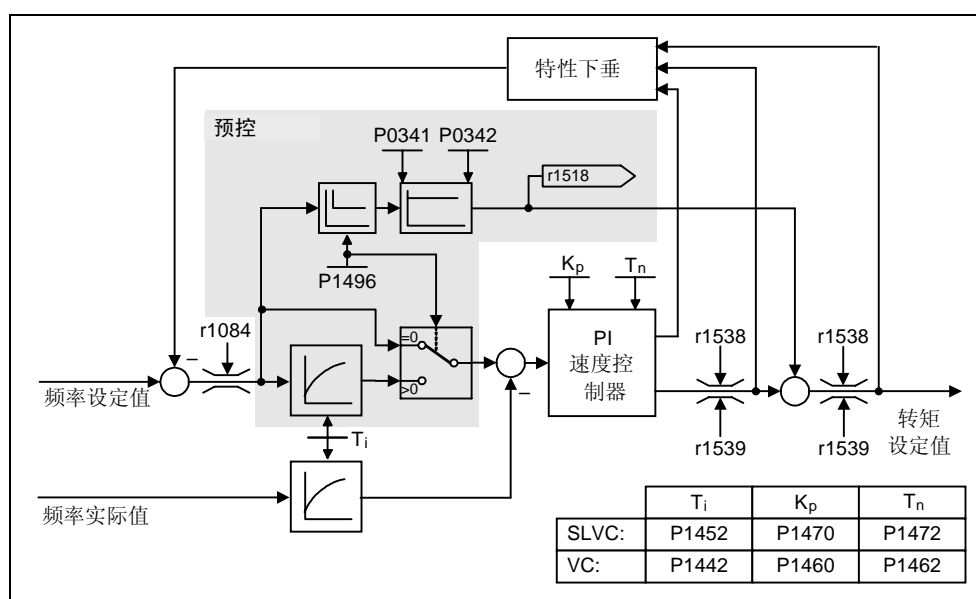 特性下垂
预控
P0341 P0342
r1518
P1496
Kp Tn
r1084
=0
>0
PI
速度控
制器
r1538 r1538
频率设定值
Ti
r1539 r1539
转矩
设定值
频率实际值
Ti Kp Tn
SLVC: P1452 P1470 P1472
VC: P1442 P1460 P1462